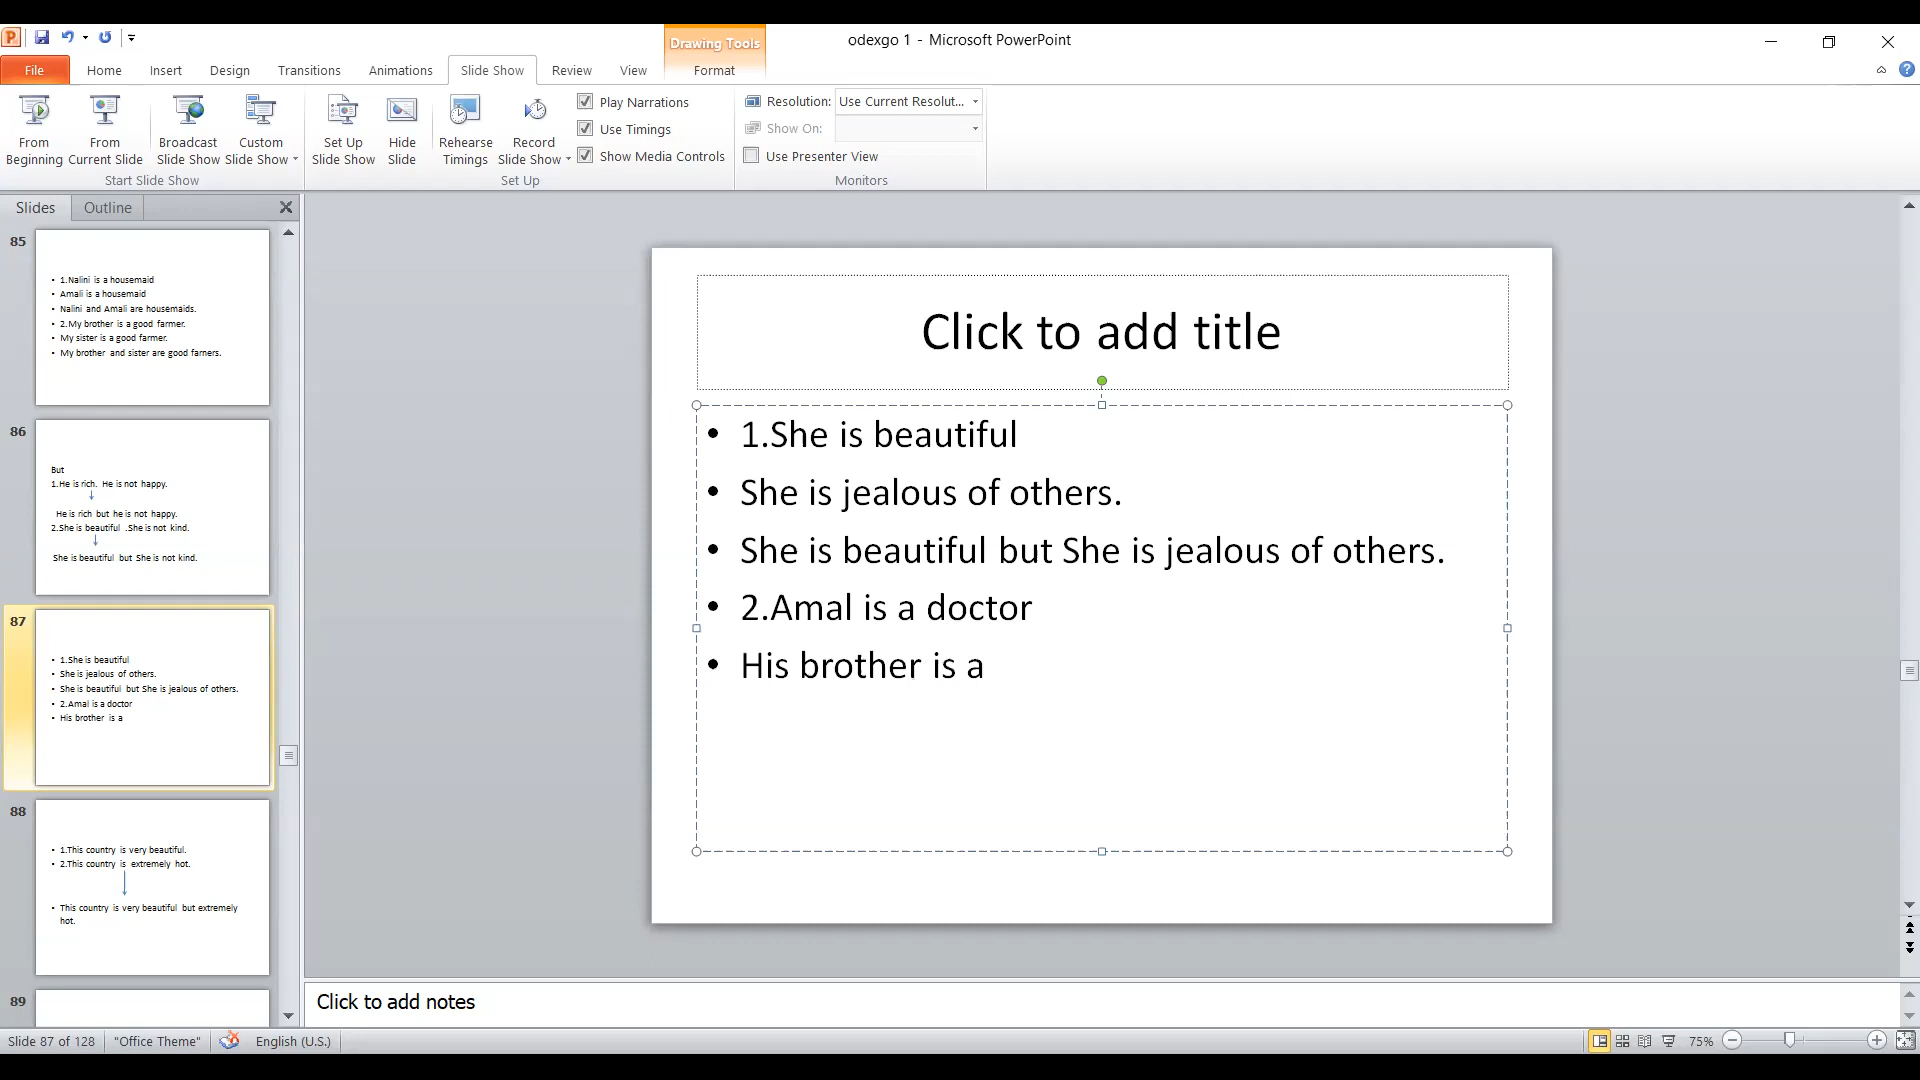 odexgo 1 - Microsoft PowerPoint
Drawing Tools
File Home Insert Design Transitions Animations Slide Show Review View Format
From Beginning
From Current Slide
Broadcast Slide Show
Custom Slide Show
Start Slide Show
Set Up Slide Show
Hide Slide
Rehearse Timings
Record Slide Show
Play Narrations
Use Timings
Show Media Controls
Set Up
Resolution: Use Current Resolut...
Show On:
Use Presenter View
Monitors
Slides Outline
85
• 1.Nalini is a housemaid
• Amali is a housemaid
• Nalini and Amali are housemaids.
• 2.My brother is a good farmer.
• My sister is a good farmer.
• My brother and sister are good farners.
86
But
1.He is rich. He is not happy.
He is rich but he is not happy.
2.She is beautiful .She is not kind.
She is beautiful but She is not kind.
87
• 1.She is beautiful
• She is jealous of others.
• She is beautiful but She is jealous of others.
• 2.Amal is a doctor
• His brother is a
88
• 1.This country is very beautiful.
• 2.This country is extremely hot.
• This country is very beautiful but extremely
hot.
89
Click to add title
• 1.She is beautiful
• She is jealous of others.
• She is beautiful but She is jealous of others.
• 2.Amal is a doctor
• His brother is a
Click to add notes
Slide 87 of 128 "Office Theme" English (U.S.) 75%